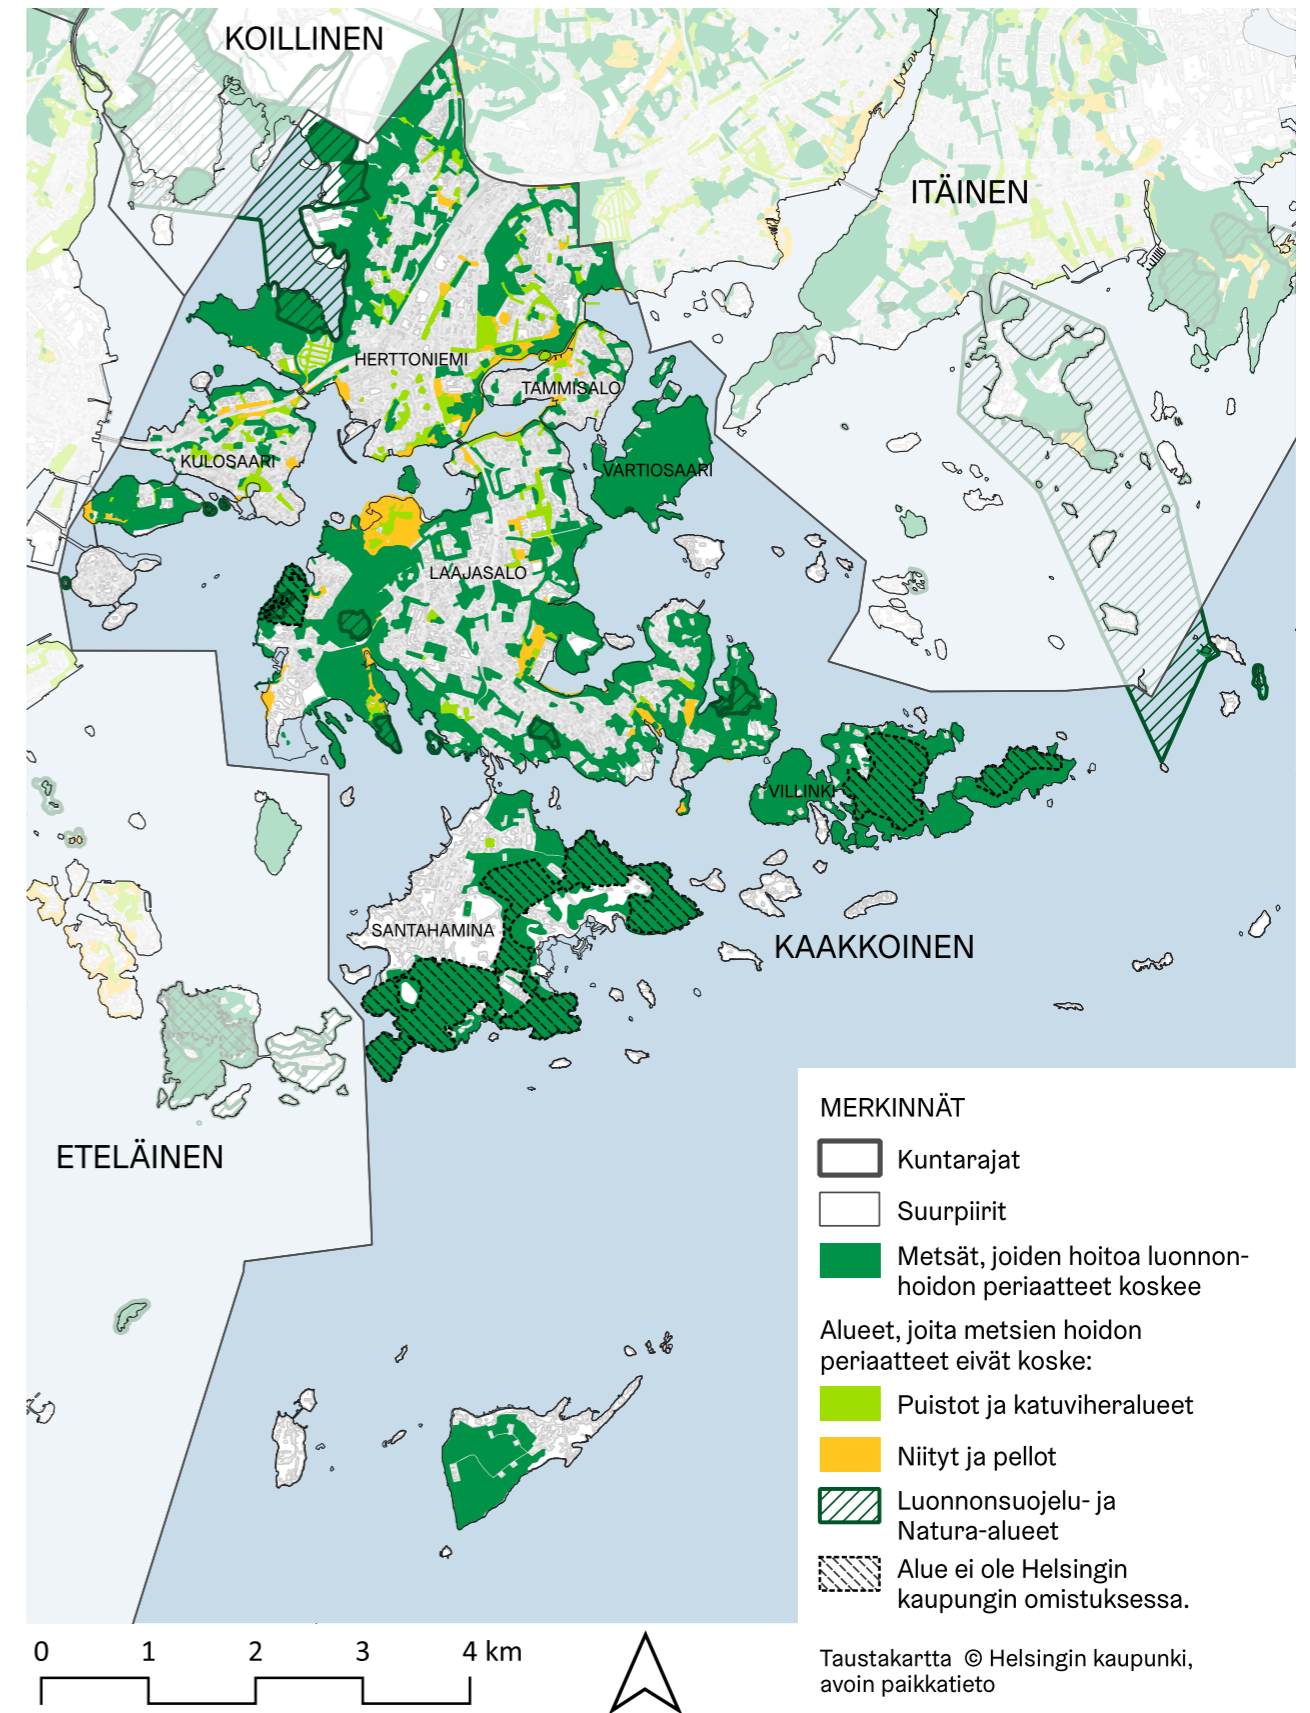 KOILLINEN
ITÄINEN
HERTTONIEMI
TAMMISALO
KULOSAARI
VARTIOSAARI
LAAJASALO
VILLINKI
SANTAHAMINA
KAAKKOINEN
ETELÄINEN
MERKINNÄT
Kuntarajat
Suurpiirit
Metsät, joiden hoitoa luonnon-
hoidon periaatteet koskee
Alueet, joita metsien hoidon
periaatteet eivät koske:
Puistot ja katuviheralueet
Niityt ja pellot
Luonnonsuojelu- ja
Natura-alueet
Alue ei ole Helsingin
kaupungin omistuksessa.
Taustakartta © Helsingin kaupunki,
avoin paikkatieto
0 1 2 3 4 km